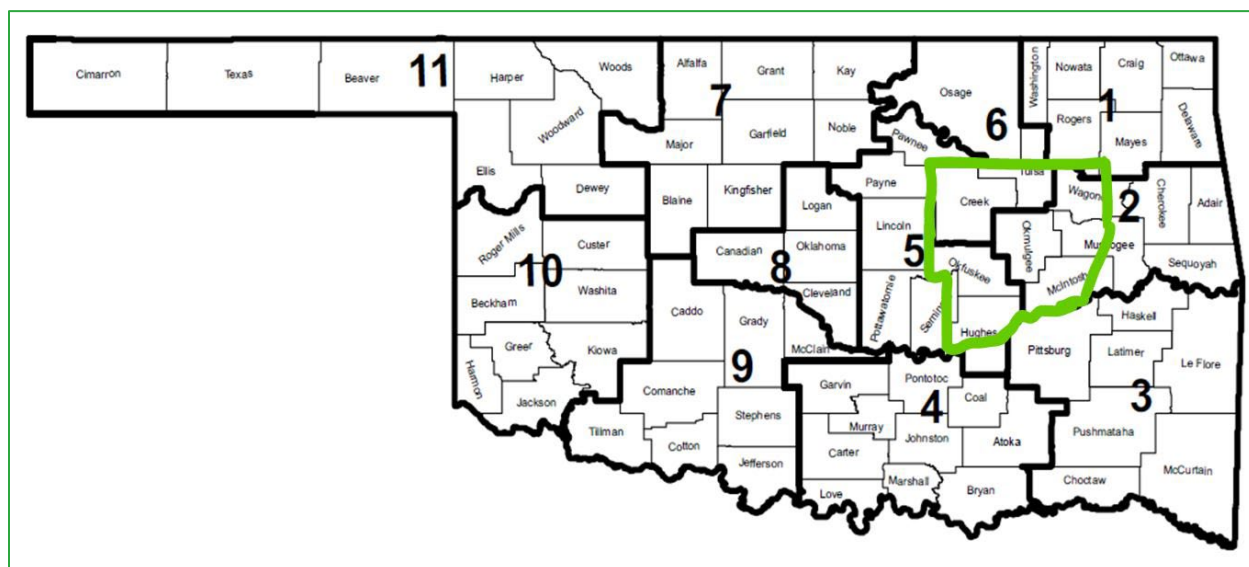 Cimarron
Texas
Beaver
11
Harper
Woods
Woodward
Ellis
Dewey
Alfalfa
Grant
Kay
7
Major
Garfield
Noble
Blaine
Kingfisher
Osage
6
Washington
Nowata
Craig
Ottawa
1
Rogers
Mayes
Delaware
Pawnee
Tulsa
Payne
Creek
Logan
Lincoln
5
Wagone
2
Cherokee
Adair
Okmulgee
Sequoyah
Roger Mills
Custer
10
Beckham
Washita
Greer
Kiowa
Harmon
Jackson
Canadian
Oklahoma
8
Cleveland
Pottawatomie
Okfuskee
McIntosh
Hughes
Caddo
Grady
McClain
9
Comanche
Stephens
Tillman
Cotton
Jefferson
Garvin
Pontotoc
Coal
4
Murray
Johnston
Atoka
Carter
Marshall
Love
Bryan
Haskell
Pittsburg
Latimer
Le Flore
3
Pushmataha
McCurtain
Choctaw